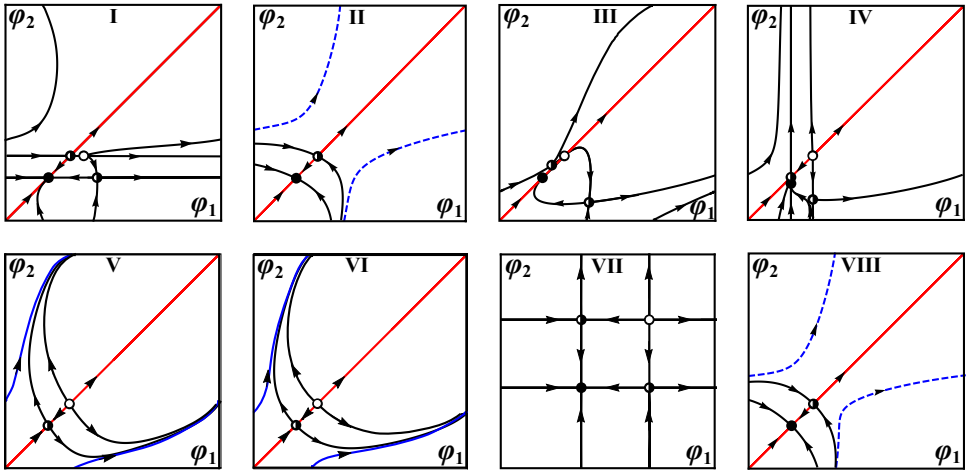 φ₂ I
φ₁
φ₂ II
φ₁
φ₂ III
φ₁
φ₂ IV
φ₁
φ₂ V
φ₁
φ₂ VI
φ₁
φ₂ VII
φ₁
φ₂ VIII
φ₁